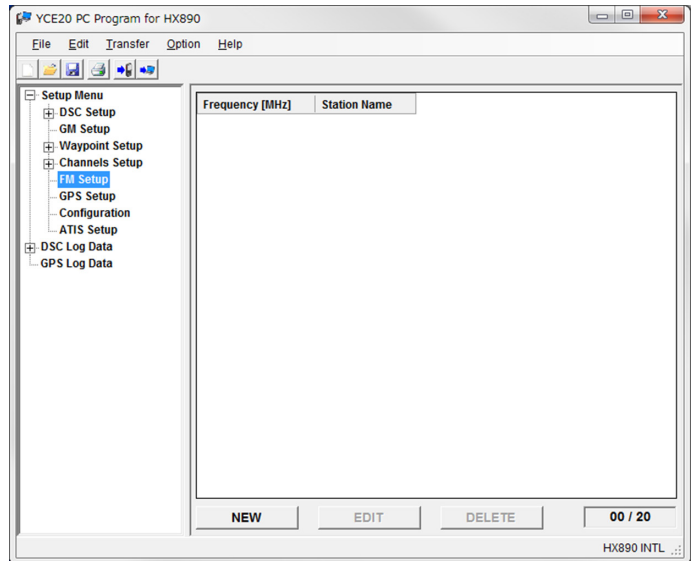 YCE20 PC Program for HX890
File Edit Transfer Option Help
Setup Menu
DSC Setup
GM Setup
Waypoint Setup
Channels Setup
FM Setup
GPS Setup
Configuration
ATIS Setup
DSC Log Data
GPS Log Data
Frequency [MHz] Station Name
NEW EDIT DELETE 00 / 20
HX890 INTL